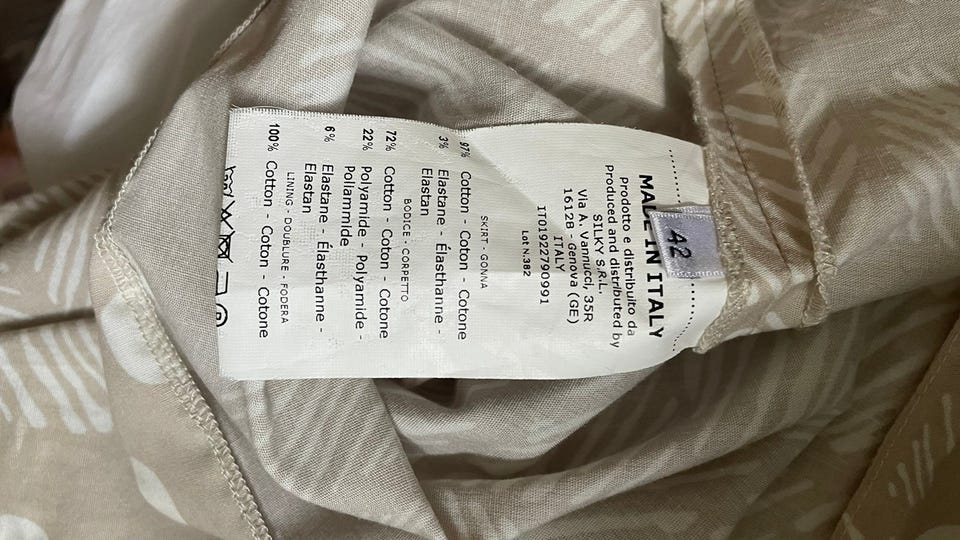 42
MADE IN ITALY
Prodotto e distribuito da
Produced and distributed by
SILKY S.R.L.
Via A. Vannucci, 35R
16128 - Genova (GE)
ITALY
IT01927790991
Lot N.382
SKIRT - GONNA
97% Cotton - Coton - Cotone
3% Elastane - Élasthanne -
Elastan
BODICE - CORPETTO
72% Cotton - Coton - Cotone
22% Polyamide - Polyamide -
Poliammide
6% Elastane - Élasthanne -
Elastan
LINING - DOUBLURE - FODERA
100% Cotton - Coton - Cotone